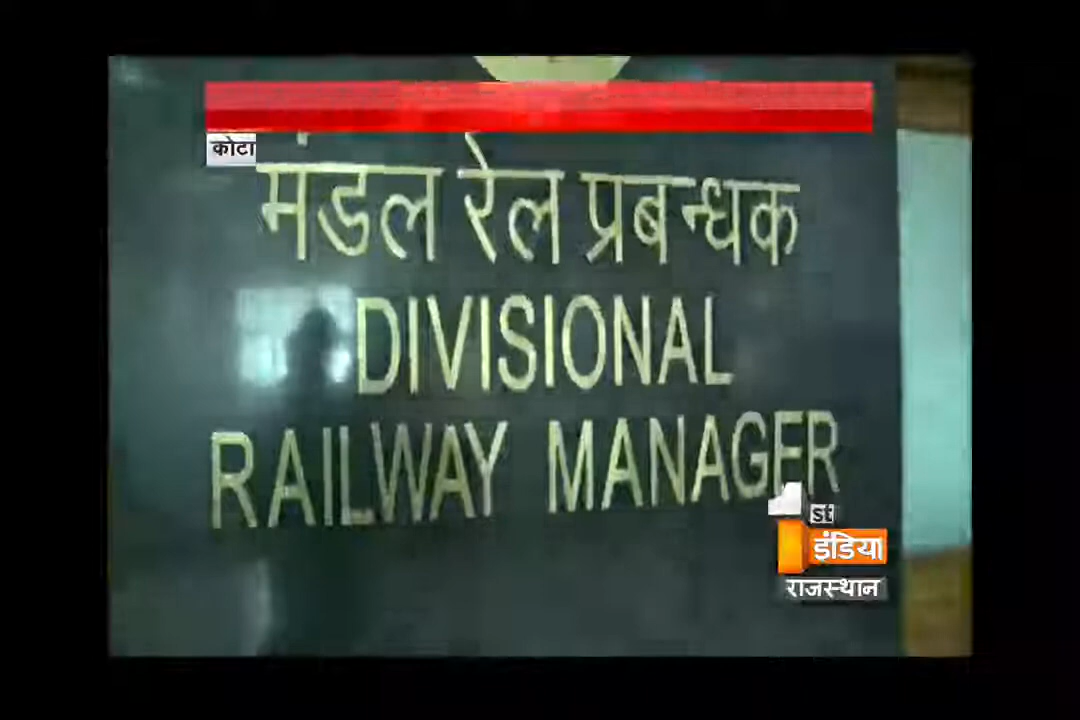 कोटा
मंडल रेल प्रबन्धक
DIVISIONAL
RAILWAY MANAGER
1st
इंडिया
राजस्थान